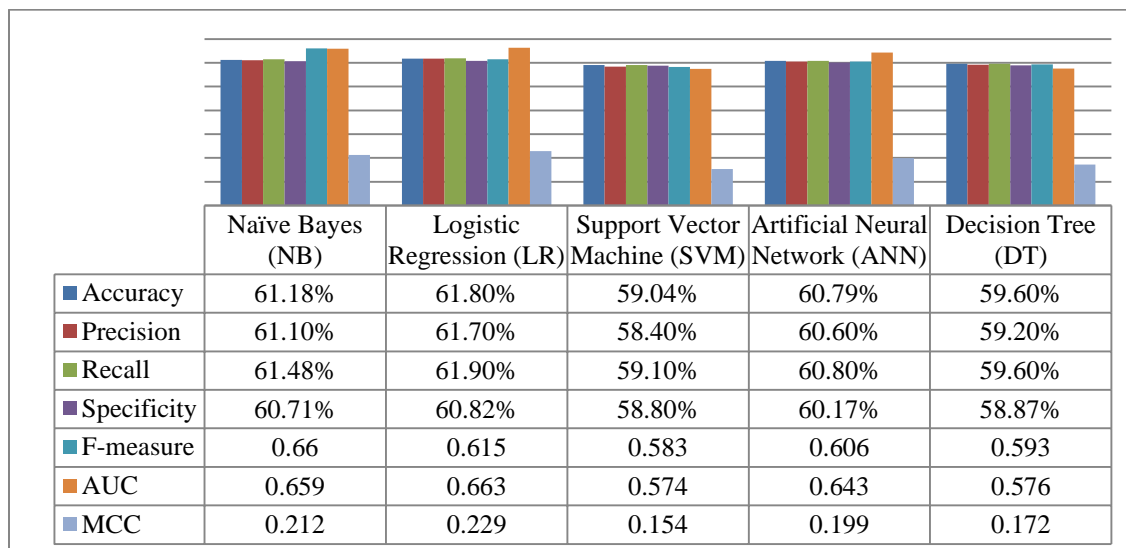 Naïve Bayes (NB) Logistic Regression (LR) Support Vector Machine (SVM) Artificial Neural Network (ANN) Decision Tree (DT)
Accuracy 61.18% 61.80% 59.04% 60.79% 59.60%
Precision 61.10% 61.70% 58.40% 60.60% 59.20%
Recall 61.48% 61.90% 59.10% 60.80% 59.60%
Specificity 60.71% 60.82% 58.80% 60.17% 58.87%
F-measure 0.66 0.615 0.583 0.606 0.593
AUC 0.659 0.663 0.574 0.643 0.576
MCC 0.212 0.229 0.154 0.199 0.172